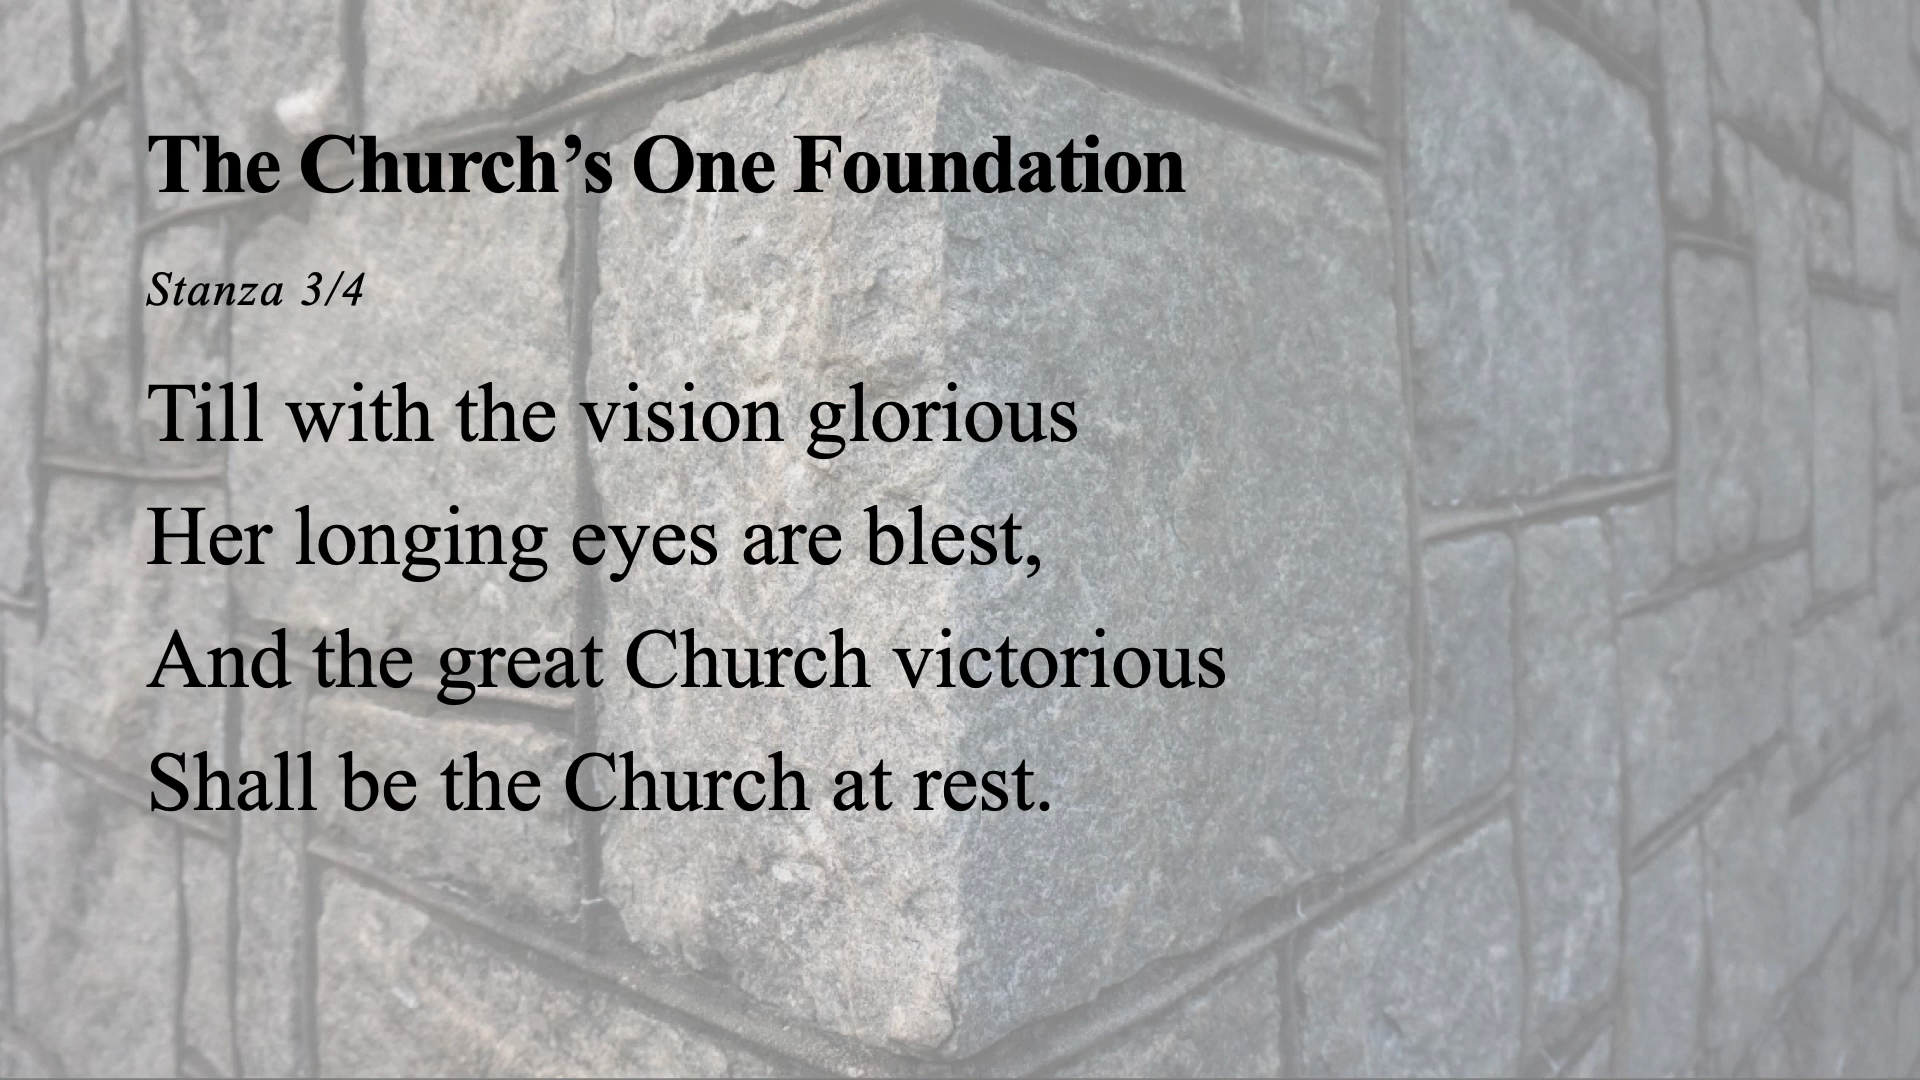 The Church’s One Foundation
Stanza 3/4
Till with the vision glorious
Her longing eyes are blest,
And the great Church victorious
Shall be the Church at rest.